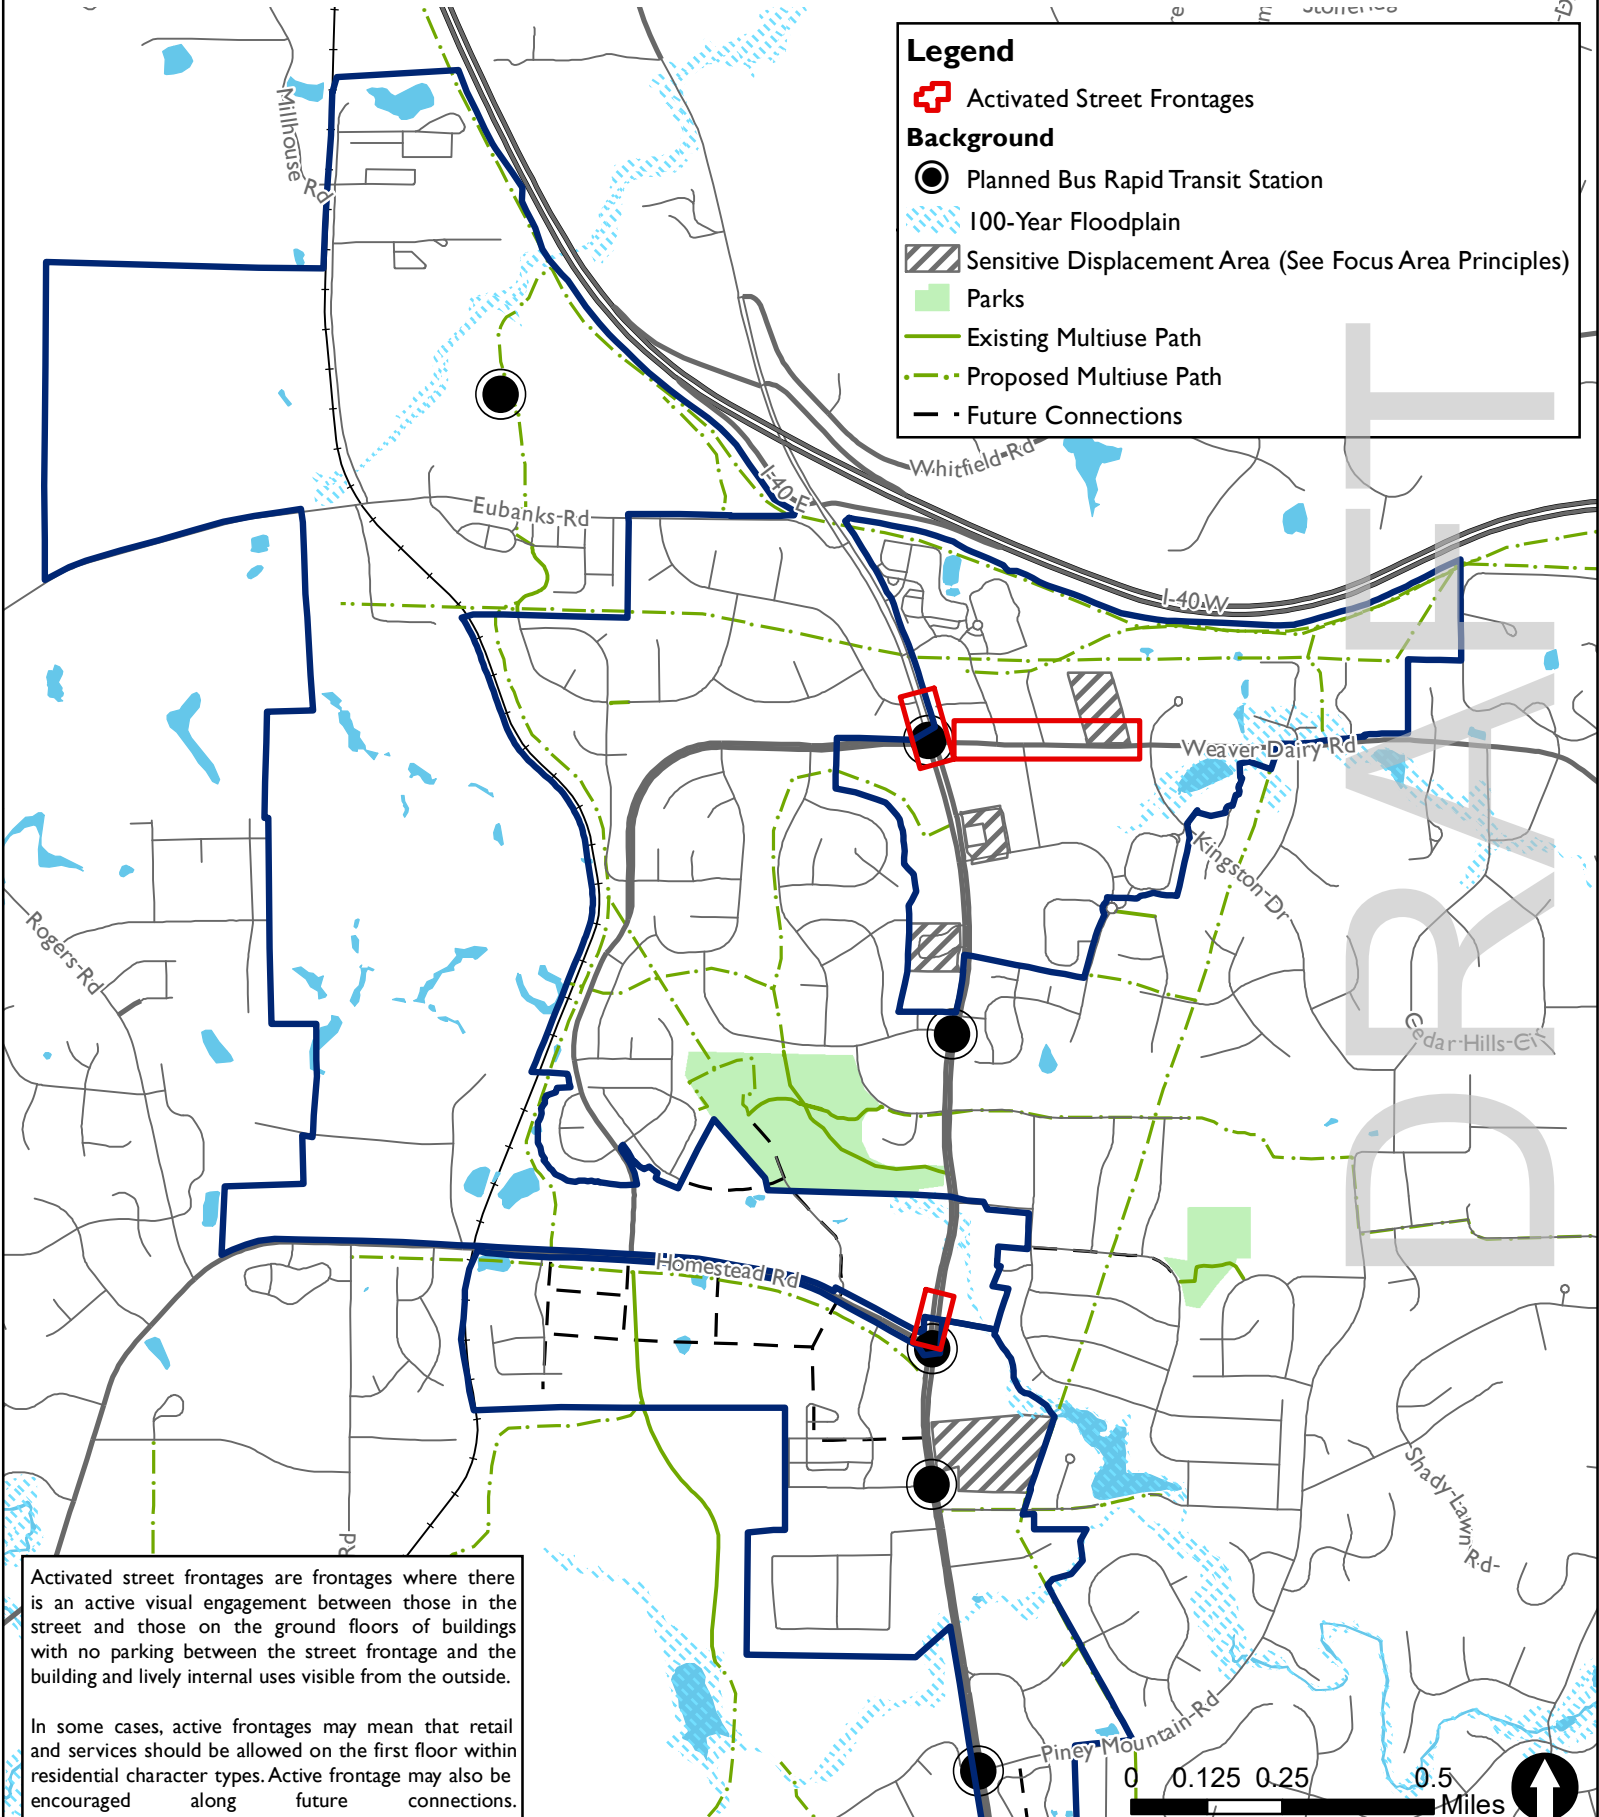 Legend
Activated Street Frontages
Background
Planned Bus Rapid Transit Station
100-Year Floodplain
Sensitive Displacement Area (See Focus Area Principles)
Parks
Existing Multiuse Path
Proposed Multiuse Path
Future Connections
Millhouse Rd
Whitfield-Rd
I-40-E
Eubanks-Rd
I-40 W
Weaver Dairy Rd
Kingston-Dr
Rogers-Rd
Cedar-Hills-Cir
Homestead Rd
Shady-Lawn Rd-
Rd
Piney Mountain-Rd
DRAFT
Activated street frontages are frontages where there
is an active visual engagement between those in the
street and those on the ground floors of buildings
with no parking between the street frontage and the
building and lively internal uses visible from the outside.
In some cases, active frontages may mean that retail
and services should be allowed on the first floor within
residential character types. Active frontage may also be
encouraged along future connections.
0 0.125 0.25 0.5
Miles